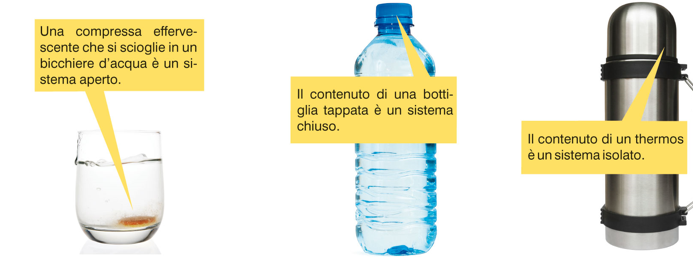 Una compressa efferve-
scente che si scioglie in un
bicchiere d'acqua è un si-
stema aperto.
Il contenuto di una botti-
glia tappata è un sistema
chiuso.
Il contenuto di un thermos
è un sistema isolato.